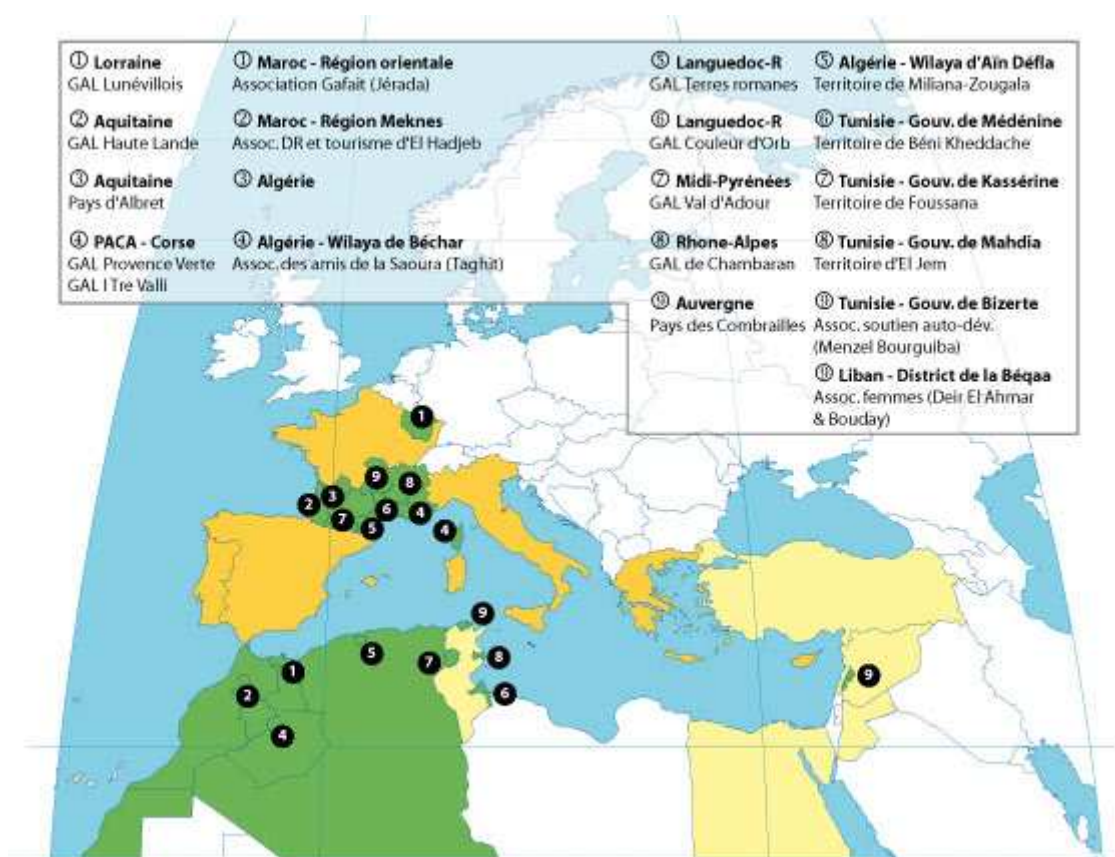 ① Lorraine
GAL Lunévillois
② Aquitaine
GAL Haute Lande
③ Aquitaine
Pays d'Albret
④ PACA - Corse
GAL Provence Verte
GAL I Tre Valli
① Maroc - Région orientale
Association Gafait (Jérada)
② Maroc - Région Meknes
Assoc. DR et tourisme d'El Hadjeb
③ Algérie
④ Algérie - Wilaya de Béchar
Assoc. des amis de la Saoura (Taghit)
⑤ Languedoc-R
GAL Terres romanes
⑥ Languedoc-R
GAL Couleur d'Orb
⑦ Midi-Pyrénées
GAL Val d'Adour
⑧ Rhone-Alpes
GAL de Chambaran
⑨ Auvergne
Pays des Combrailles
⑤ Algérie - Wilaya d'Aïn Défla
Territoire de Miliana-Zougala
⑥ Tunisie - Gouv. de Médénine
Territoire de Béni Kheddache
⑦ Tunisie - Gouv. de Kassérine
Territoire de Foussana
⑧ Tunisie - Gouv. de Mahdia
Territoire d'El Jem
Tunisie - Gouv. de Bizerte
Assoc. soutien auto-dév.
(Menzel Bourguiba)
Liban - District de la Béqaa
Assoc. femmes (Deir El Ahmar
& Bouday)
1
9
8
3
2
6
4
7
5
4
9
5
8
7
1
9
2
6
4